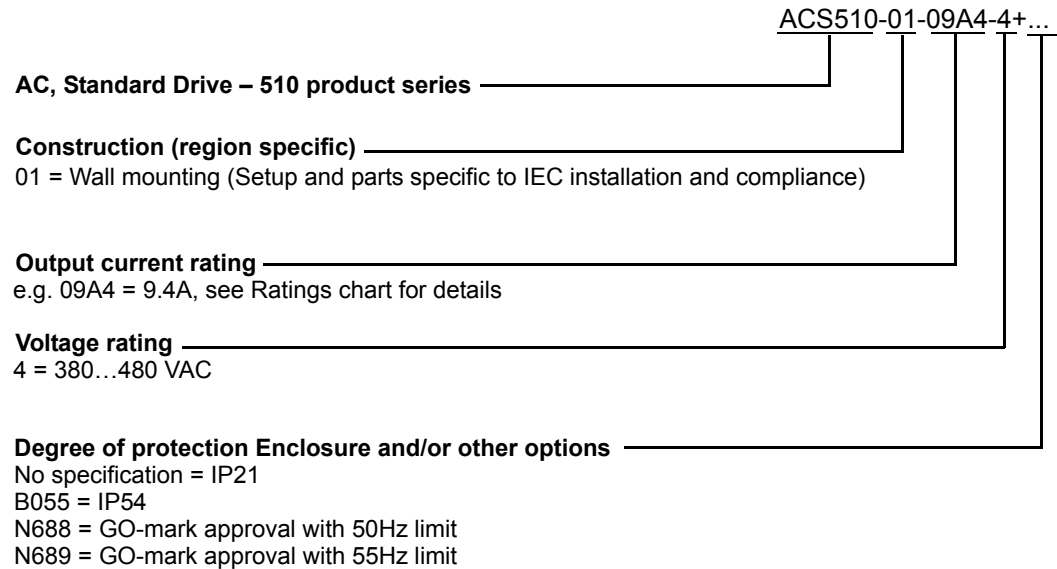 ACS510-01-09A4-4+...
AC, Standard Drive – 510 product series
Construction (region specific)
01 = Wall mounting (Setup and parts specific to IEC installation and compliance)
Output current rating
e.g. 09A4 = 9.4A, see Ratings chart for details
Voltage rating
4 = 380…480 VAC
Degree of protection Enclosure and/or other options
No specification = IP21
B055 = IP54
N688 = GO-mark approval with 50Hz limit
N689 = GO-mark approval with 55Hz limit